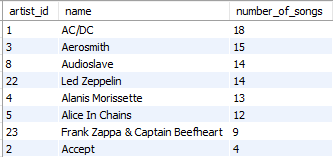 artist_id name number_of_songs
1 AC/DC 18
3 Aerosmith 15
8 Audioslave 14
22 Led Zeppelin 14
4 Alanis Morissette 13
5 Alice In Chains 12
23 Frank Zappa & Captain Beefheart 9
2 Accept 4